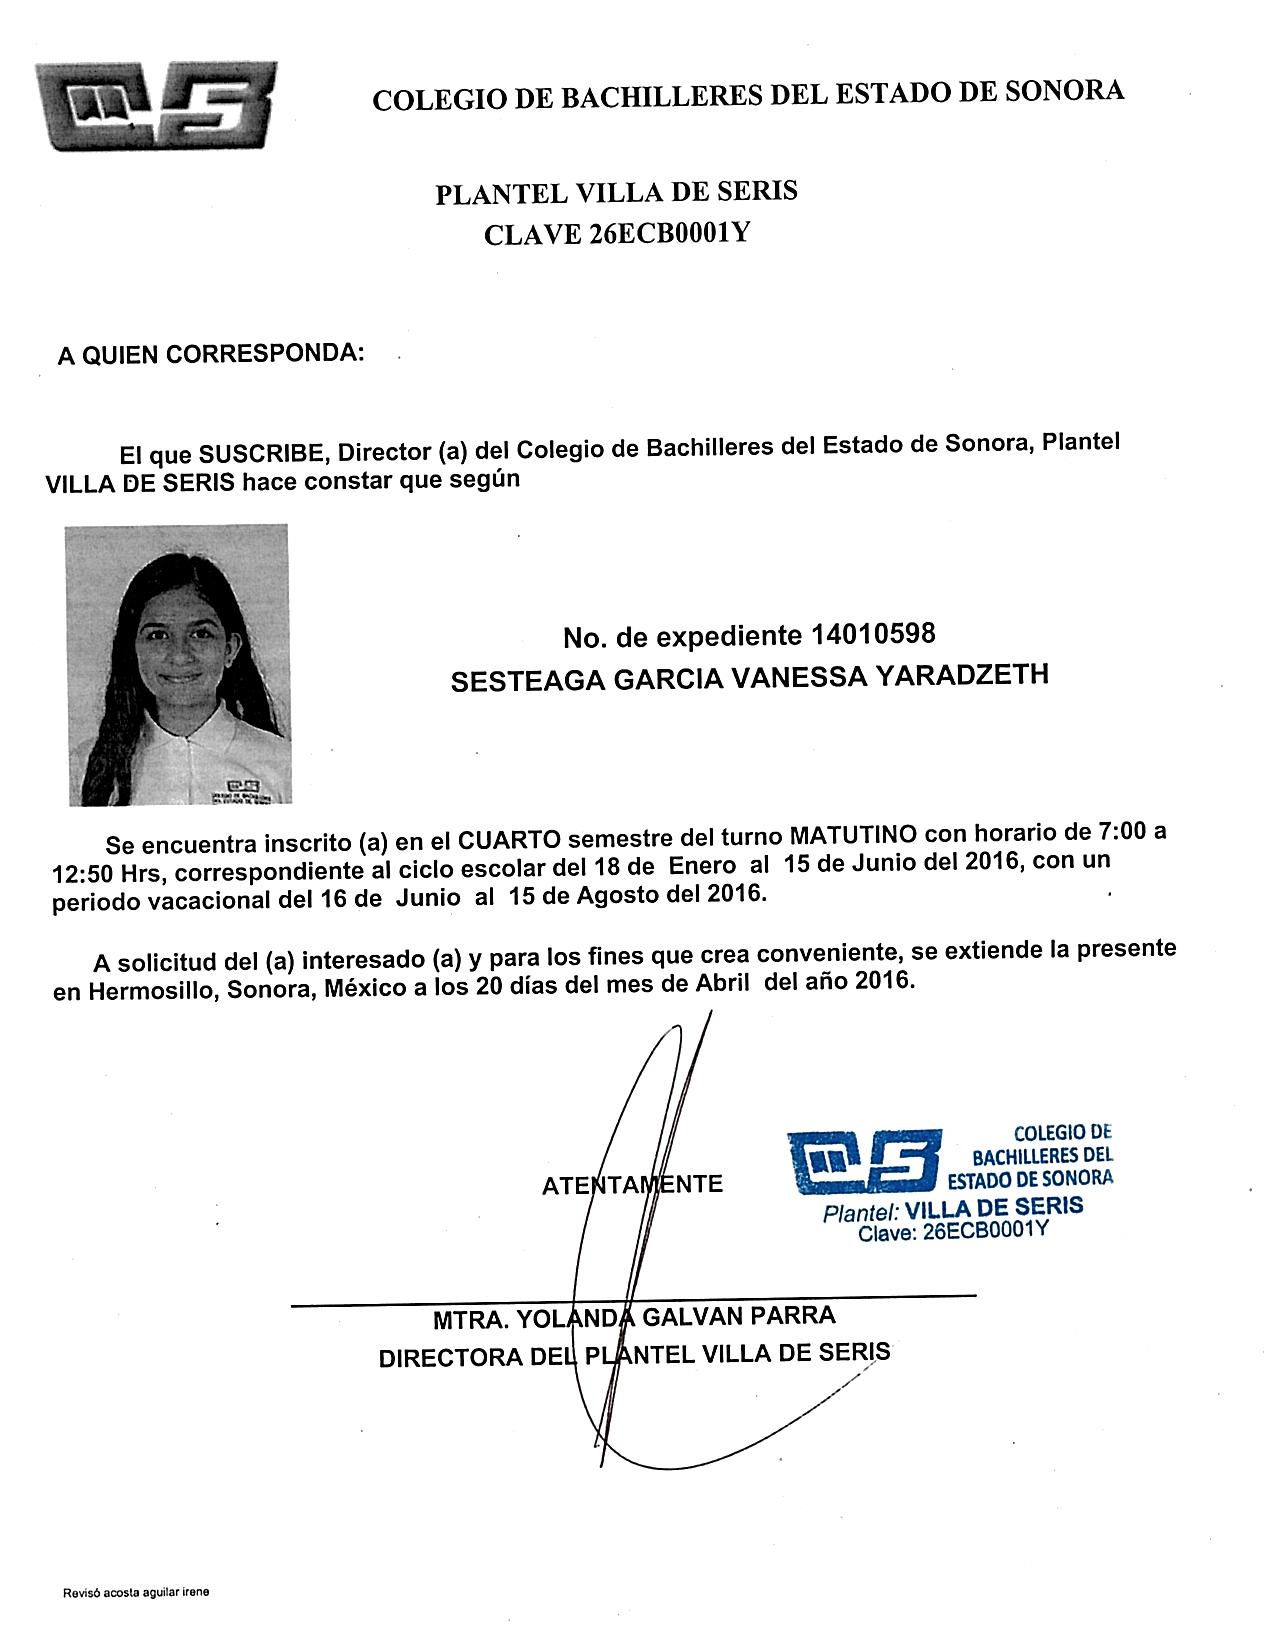 COLEGIO DE BACHILLERES DEL ESTADO DE SONORA
PLANTEL VILLA DE SERIS
CLAVE 26ECB0001Y
A QUIEN CORRESPONDA:
El que SUSCRIBE, Director (a) del Colegio de Bachilleres del Estado de Sonora, Plantel
VILLA DE SERIS hace constar que según
No. de expediente 14010598
SESTEAGA GARCIA VANESSA YARADZETH
Se encuentra inscrito (a) en el CUARTO semestre del turno MATUTINO con horario de 7:00 a
12:50 Hrs, correspondiente al ciclo escolar del 18 de Enero al 15 de Junio del 2016, con un
periodo vacacional del 16 de Junio al 15 de Agosto del 2016.
A solicitud del (a) interesado (a) y para los fines que crea conveniente, se extiende la presente
en Hermosillo, Sonora, México a los 20 días del mes de Abril del año 2016.
ATENTAMENTE
COLEGIO DE
BACHILLERES DEL
ESTADO DE SONORA
Plantel: VILLA DE SERIS
Clave: 26ECB0001Y
MTRA. YOLANDA GALVAN PARRA
DIRECTORA DEL PLANTEL VILLA DE SERIS
Revisó acosta aguilar irene